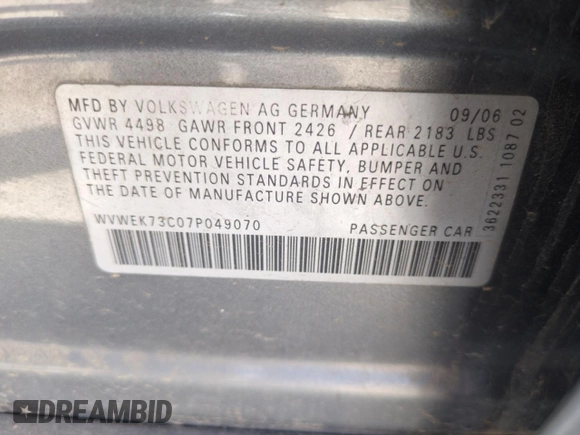 MFD BY VOLKSWAGEN AG GERMANY 09/06
GVWR 4498 GAWR FRONT 2426 / REAR 2183 LBS
THIS VEHICLE CONFORMS TO ALL APPLICABLE U.S.
FEDERAL MOTOR VEHICLE SAFETY, BUMPER AND
THEFT PREVENTION STANDARDS IN EFFECT ON
THE DATE OF MANUFACTURE SHOWN ABOVE.
WVWEK73C07P049070 PASSENGER CAR
3622331 1087 02
DREAMBID